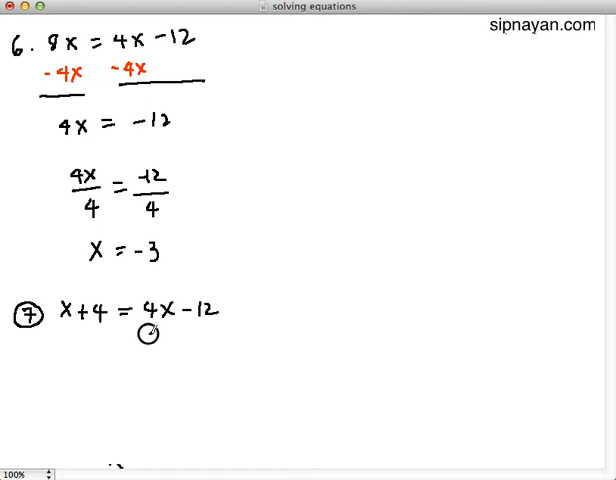 solving equations
sipnayan.com
6. 8x = 4x -12
-4x -4x
4x = -12
4x/4 = -12/4
x = -3
7 x+4 = 4x -12
100%